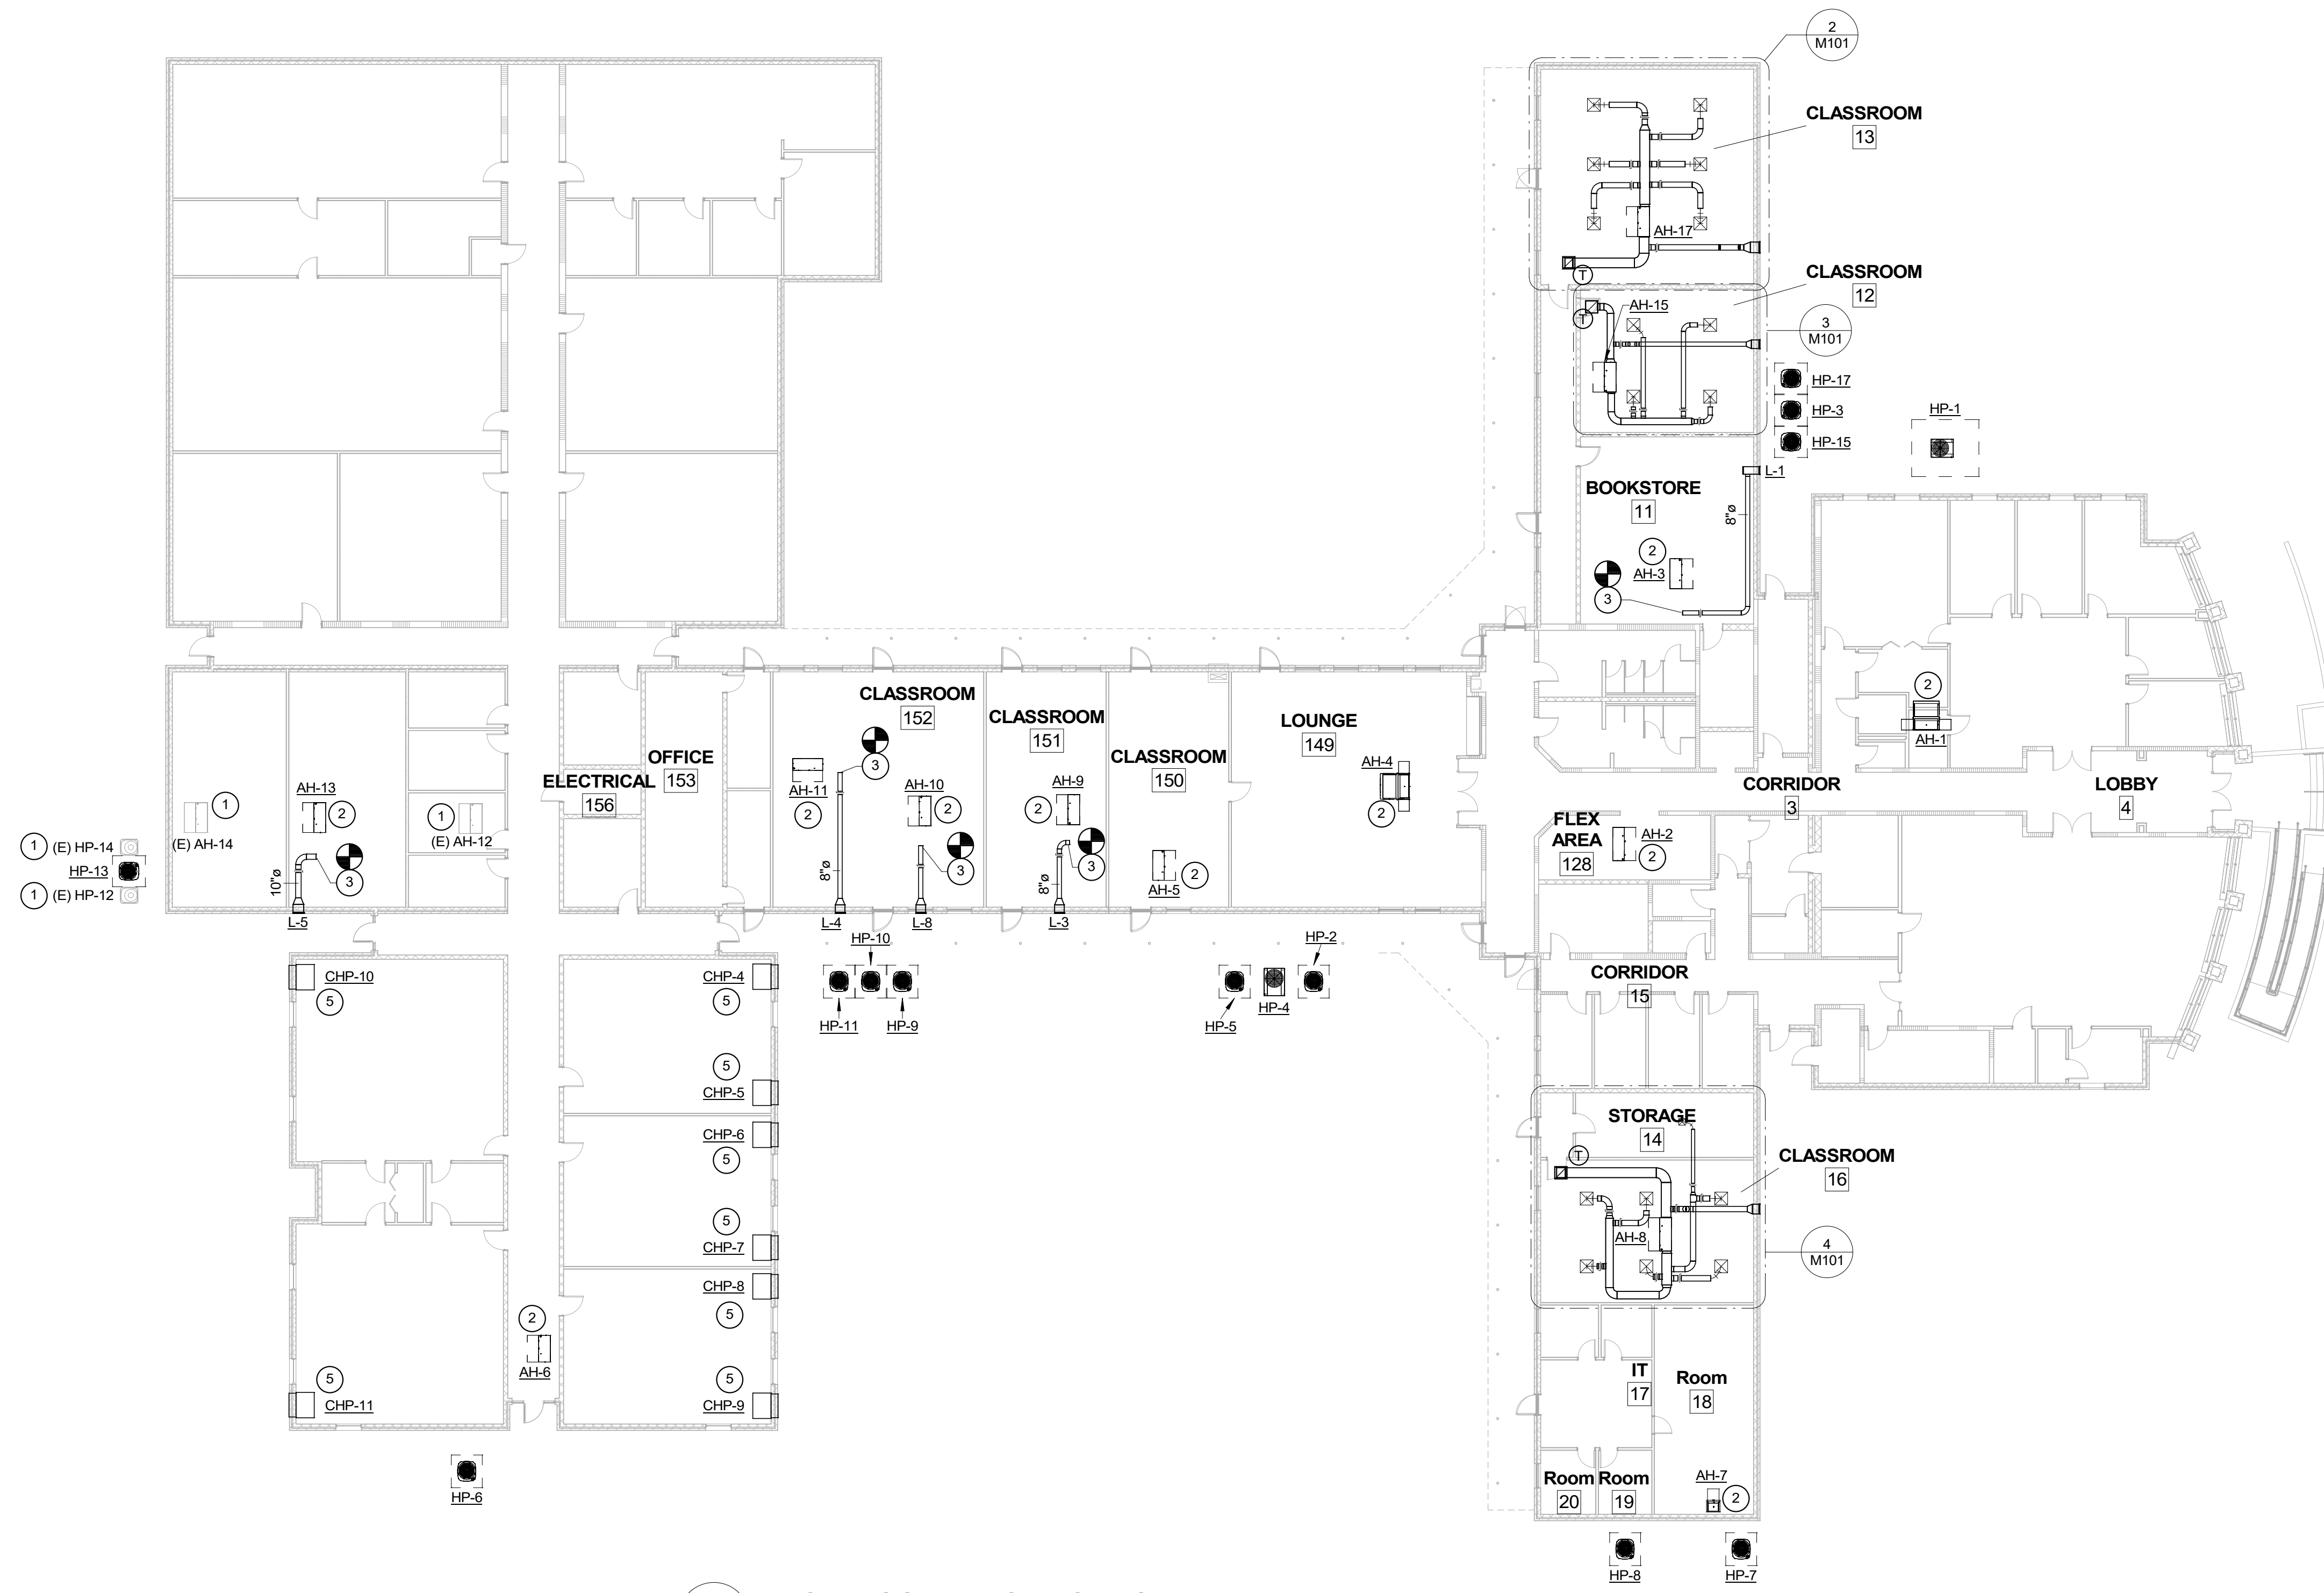 2
M101
CLASSROOM
13
AH-17
T
CLASSROOM
12
AH-15
T
3
M101
HP-17
HP-3
HP-15
HP-1
L-1
BOOKSTORE
11
8"ø
2
AH-3
3
2
AH-1
CLASSROOM
152
CLASSROOM
151
CLASSROOM
150
LOUNGE
149
OFFICE
153
ELECTRICAL
156
CORRIDOR
3
LOBBY
4
FLEX
AREA
128
AH-2
2
AH-4
2
AH-9
2
3
8"ø
L-3
AH-5
2
AH-10
2
3
L-8
AH-11
2
3
8"ø
L-4
AH-13
2
3
10"ø
L-5
1
(E) AH-14
1
(E) AH-12
1 (E) HP-14
HP-13
1 (E) HP-12
HP-10
HP-11
HP-9
HP-2
HP-5
HP-4
CORRIDOR
15
CHP-10
5
CHP-4
5
5
CHP-5
CHP-6
5
5
CHP-7
CHP-8
5
5
CHP-9
5
CHP-11
2
AH-6
HP-6
STORAGE
14
T
CLASSROOM
16
AH-8
4
M101
IT
17
Room
18
Room
20
Room
19
AH-7
2
HP-8
HP-7